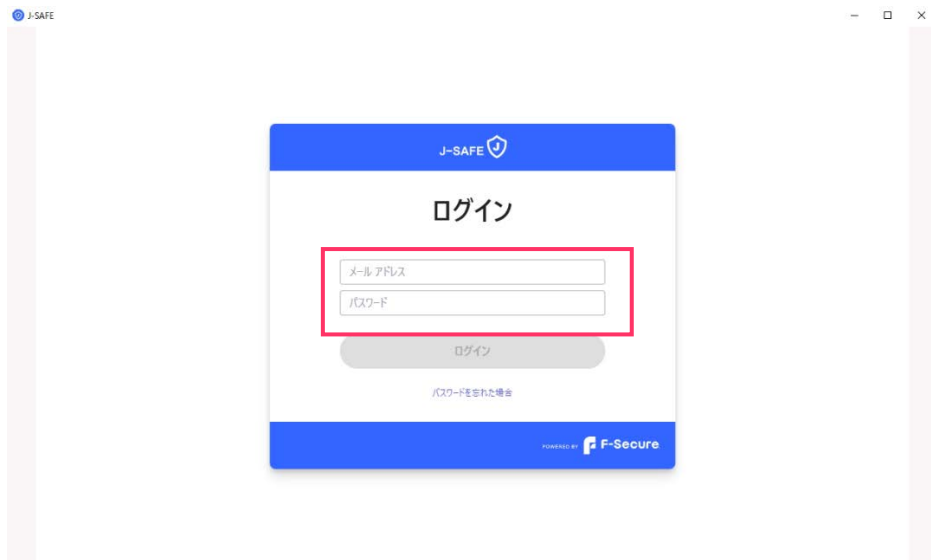 J-SAFE
J-SAFE
ログイン
メール アドレス
パスワード
ログイン
パスワードを忘れた場合
POWERED BY F-Secure